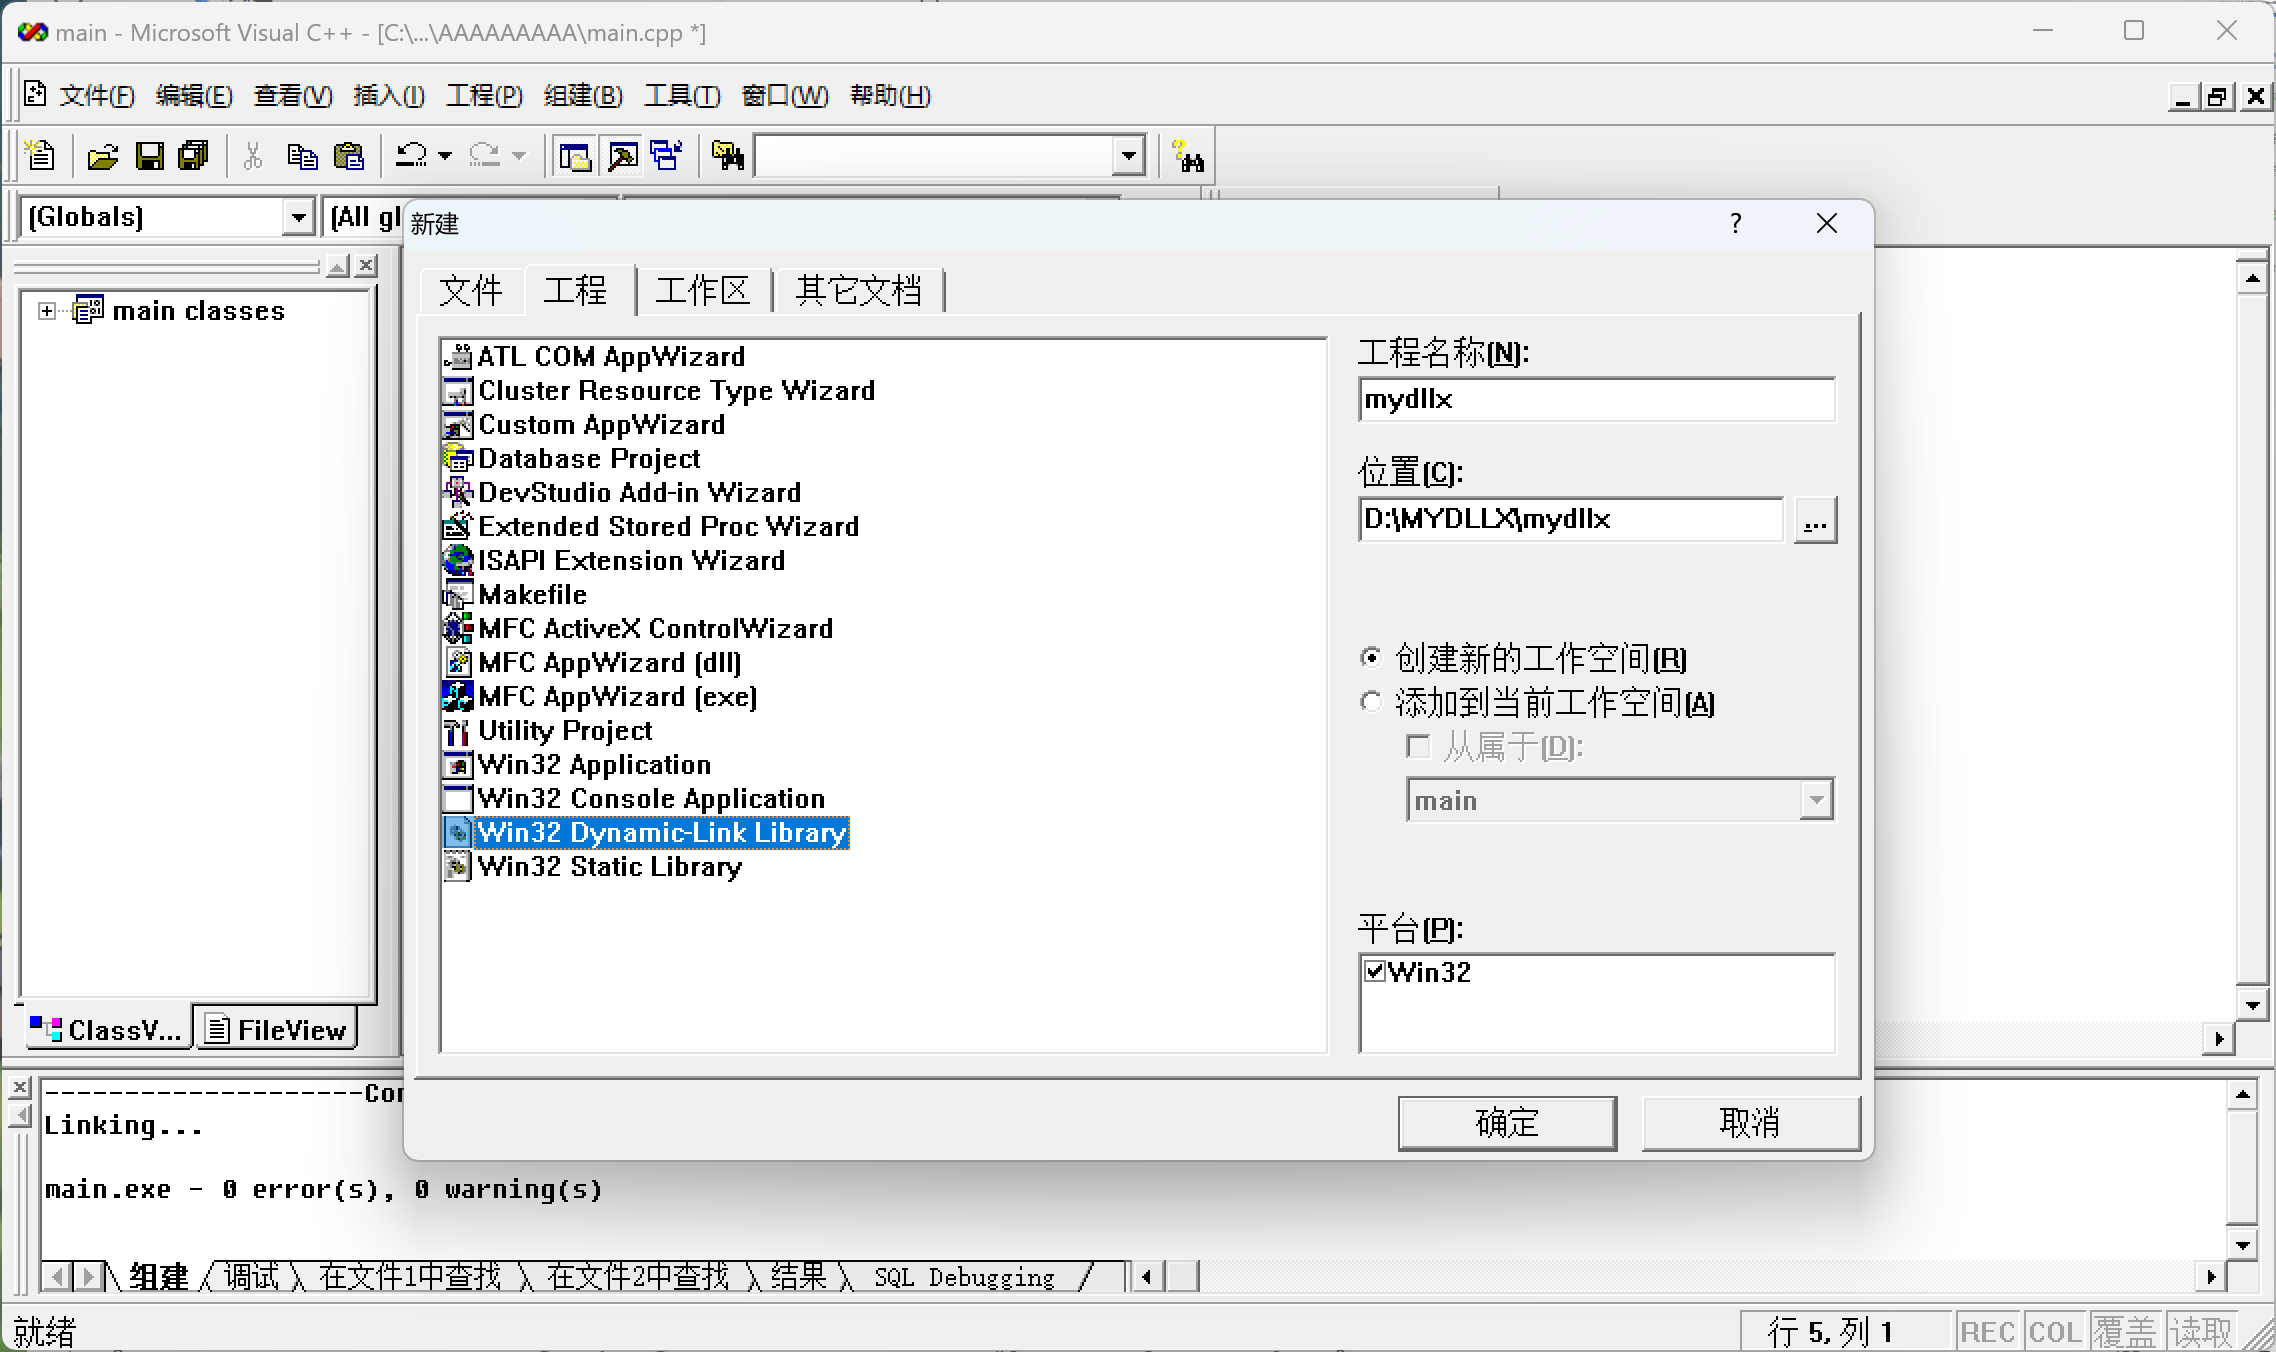 main - Microsoft Visual C++ - [C:\...\AAAAAAAAA\main.cpp *]
文件(F) 编辑(E) 查看(V) 插入(I) 工程(P) 组建(B) 工具(T) 窗口(W) 帮助(H)
(Globals)
(All gl
新建
文件 工程 工作区 其它文档
main classes
ATL COM AppWizard
Cluster Resource Type Wizard
Custom AppWizard
Database Project
DevStudio Add-in Wizard
Extended Stored Proc Wizard
ISAPI Extension Wizard
Makefile
MFC ActiveX ControlWizard
MFC AppWizard (dll)
MFC AppWizard (exe)
Utility Project
Win32 Application
Win32 Console Application
Win32 Dynamic-Link Library
Win32 Static Library
工程名称(N):
mydllx
位置(C):
D:\MYDLLX\mydllx
...
创建新的工作空间(R)
添加到当前工作空间(A)
从属于(D):
main
平台(P):
Win32
确定 取消
ClassV... FileView
--------------------Con
Linking...
main.exe - 0 error(s), 0 warning(s)
组建 调试 在文件1中查找 在文件2中查找 结果 SQL Debugging
就绪
行 5, 列 1 REC COL 覆盖 读取